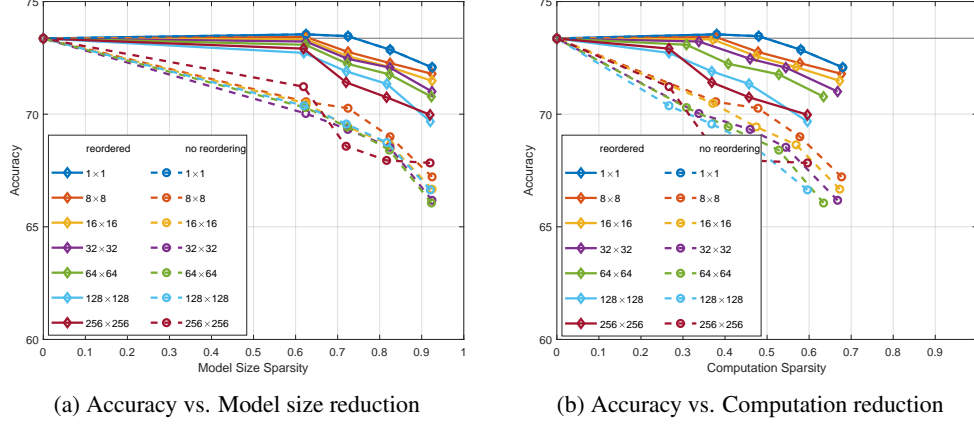 75
70
65
60
Accuracy
reordered no reordering
1×1 1×1
8×8 8×8
16×16 16×16
32×32 32×32
64×64 64×64
128×128 128×128
256×256 256×256
0 0.1 0.2 0.3 0.4 0.5 0.6 0.7 0.8 0.9 1
Model Size Sparsity
(a) Accuracy vs. Model size reduction
75
70
65
60
Accuracy
reordered no reordering
1×1 1×1
8×8 8×8
16×16 16×16
32×32 32×32
64×64 64×64
128×128 128×128
256×256 256×256
0 0.1 0.2 0.3 0.4 0.5 0.6 0.7 0.8 0.9
Computation Sparsity
(b) Accuracy vs. Computation reduction